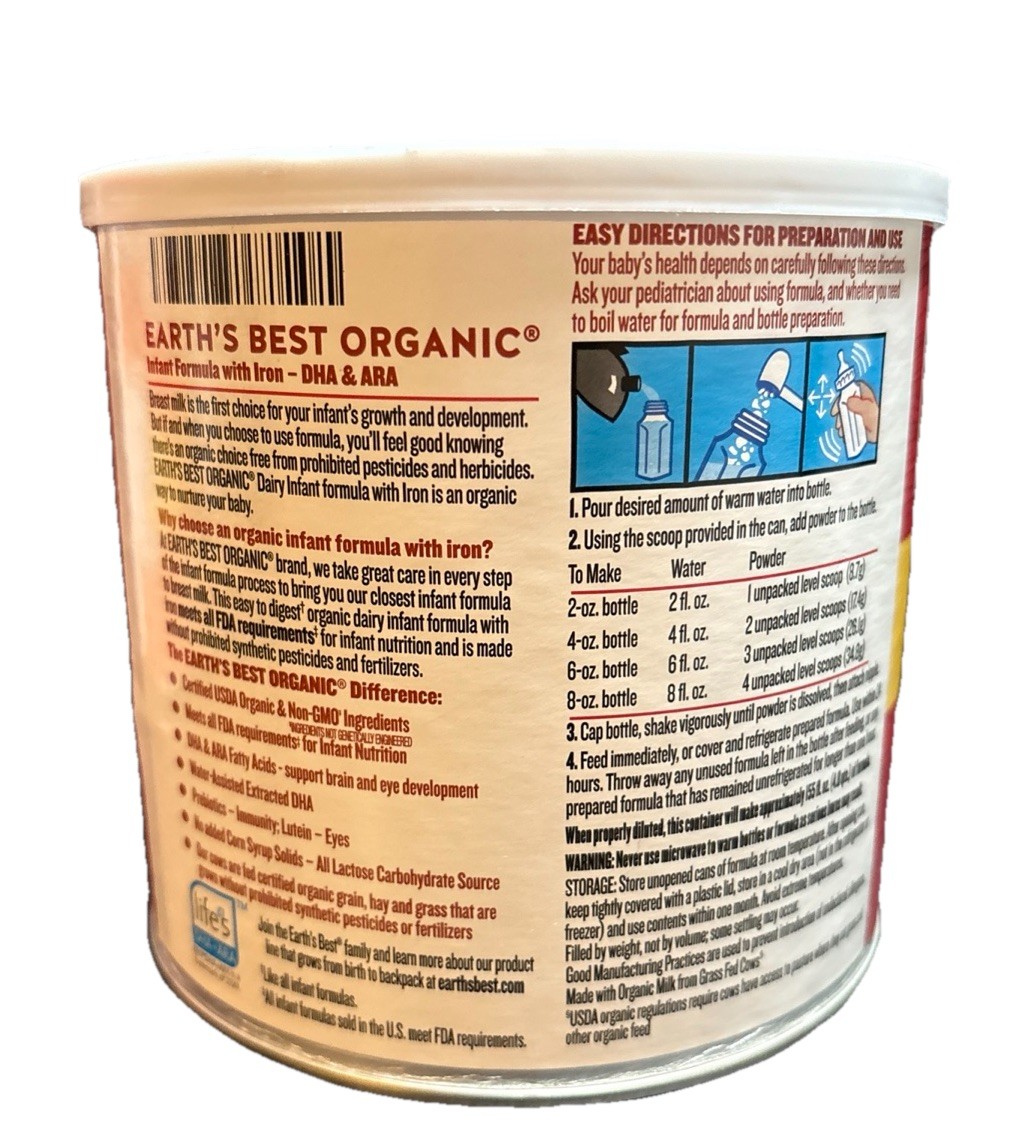 EARTH'S BEST ORGANIC®
Infant Formula with Iron – DHA & ARA
Breast milk is the first choice for your infant's growth and development.
But if and when you choose to use formula, you'll feel good knowing
there's an organic choice free from prohibited pesticides and herbicides.
EARTH'S BEST ORGANIC® Dairy Infant formula with Iron is an organic
way to nurture your baby.
Why choose an organic infant formula with iron?
At EARTH'S BEST ORGANIC® brand, we take great care in every step
of the infant formula process to bring you our closest infant formula
to breast milk. This easy to digest† organic dairy infant formula with
iron meets all FDA requirements‡ for infant nutrition and is made
without prohibited synthetic pesticides and fertilizers.
The EARTH'S BEST ORGANIC® Difference:
• Certified USDA Organic & Non-GMO* Ingredients
*INGREDIENTS NOT GENETICALLY ENGINEERED
• Meets all FDA requirements‡ for Infant Nutrition
• DHA & ARA Fatty Acids - support brain and eye development
• Water-Assisted Extracted DHA
• Prebiotics – Immunity; Lutein – Eyes
• No added Corn Syrup Solids – All Lactose Carbohydrate Source
• Our cows are fed certified organic grain, hay and grass that are
grown without prohibited synthetic pesticides or fertilizers
life's™
DHA ARA
Join the Earth's Best® family and learn more about our product
line that grows from birth to backpack at earthsbest.com
†Like all infant formulas.
‡All infant formulas sold in the U.S. meet FDA requirements.
EASY DIRECTIONS FOR PREPARATION AND USE
Your baby's health depends on carefully following these directions.
Ask your pediatrician about using formula, and whether you need
to boil water for formula and bottle preparation.
1. Pour desired amount of warm water into bottle.
2. Using the scoop provided in the can, add powder to the bottle.
To Make Water Powder
2-oz. bottle 2 fl. oz. 1 unpacked level scoop (8.7g)
4-oz. bottle 4 fl. oz. 2 unpacked level scoops (17.4g)
6-oz. bottle 6 fl. oz. 3 unpacked level scoops (26.1g)
8-oz. bottle 8 fl. oz. 4 unpacked level scoops (34.8g)
3. Cap bottle, shake vigorously until powder is dissolved, then attach nipple.
4. Feed immediately, or cover and refrigerate prepared formula. Use within
hours. Throw away any unused formula left in the bottle after feeding, or any
prepared formula that has remained unrefrigerated for longer than
When properly diluted, this container will make approximately 155 fl. oz.
WARNING: Never use microwave to warm bottles or formula as serious burns may result.
STORAGE: Store unopened cans of formula at room temperature. After opening
keep tightly covered with a plastic lid, store in a cool dry area (not in the
freezer) and use contents within one month. Avoid extreme temperatures.
Filled by weight, not by volume; some settling may occur.
Good Manufacturing Practices are used to prevent introduction of
Made with Organic Milk from Grass Fed Cows^
^USDA organic regulations require cows have access to pasture
other organic feed